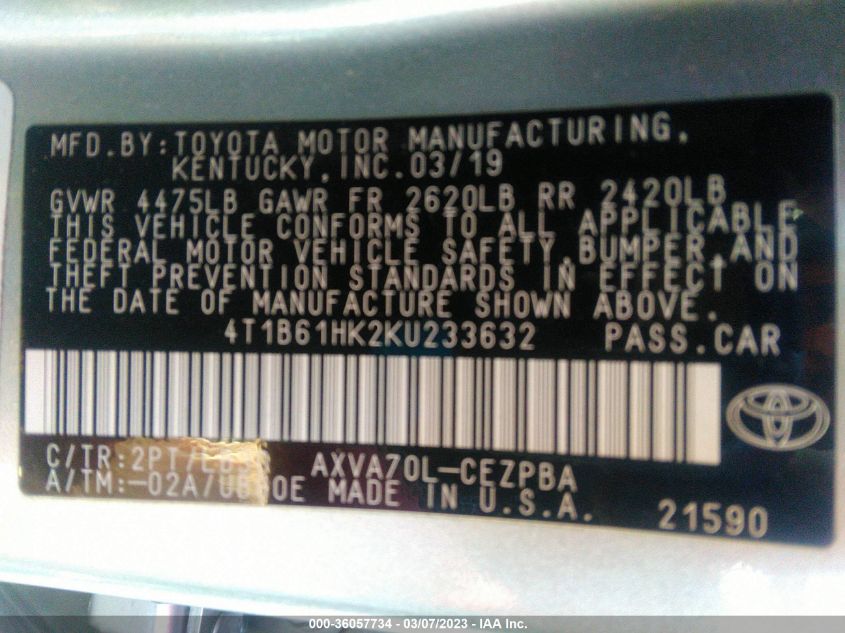 MFD.BY:TOYOTA MOTOR MANUFACTURING,
KENTUCKY,INC.03/19
GVWR 4475LB GAWR FR 2620LB RR 2420LB
THIS VEHICLE CONFORMS TO ALL APPLICABLE
FEDERAL MOTOR VEHICLE SAFETY,BUMPER,AND
THEFT PREVENTION STANDARDS IN EFFECT ON
THE DATE OF MANUFACTURE SHOWN ABOVE.
4T1B61HK2KU233632 PASS.CAR
C/TR: AXVA70L-CEZPBA
A/TM: MADE IN U.S.A. 21590
000-36057734 — 03/07/2023 — IAA Inc.